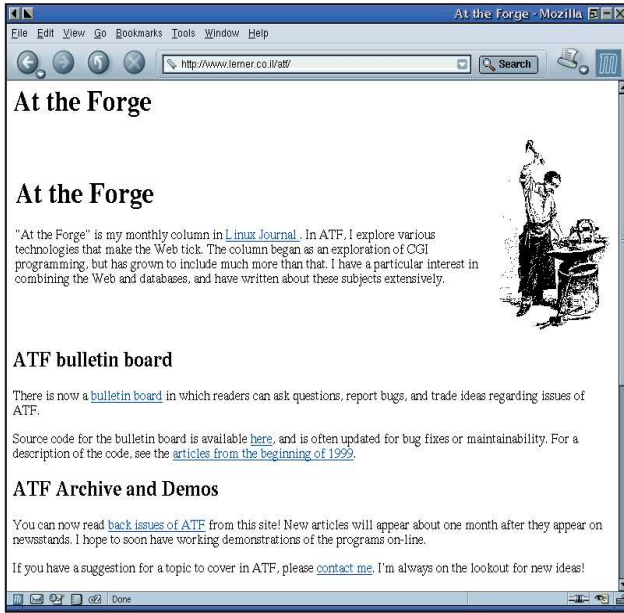 At the Forge - Mozilla
File Edit View Go Bookmarks Tools Window Help
http://www.lerner.co.il/atf/
Search
At the Forge
At the Forge
"At the Forge" is my monthly column in Linux Journal . In ATF, I explore various
technologies that make the Web tick. The column began as an exploration of CGI
programming, but has grown to include much more than that. I have a particular interest in
combining the Web and databases, and have written about these subjects extensively.
ATF bulletin board
There is now a bulletin board in which readers can ask questions, report bugs, and trade ideas regarding issues of
ATF.
Source code for the bulletin board is available here, and is often updated for bug fixes or maintainability. For a
description of the code, see the articles from the beginning of 1999.
ATF Archive and Demos
You can now read back issues of ATF from this site! New articles will appear about one month after they appear on
newsstands. I hope to soon have working demonstrations of the programs on-line.
If you have a suggestion for a topic to cover in ATF, please contact me. I'm always on the lookout for new ideas!
Done